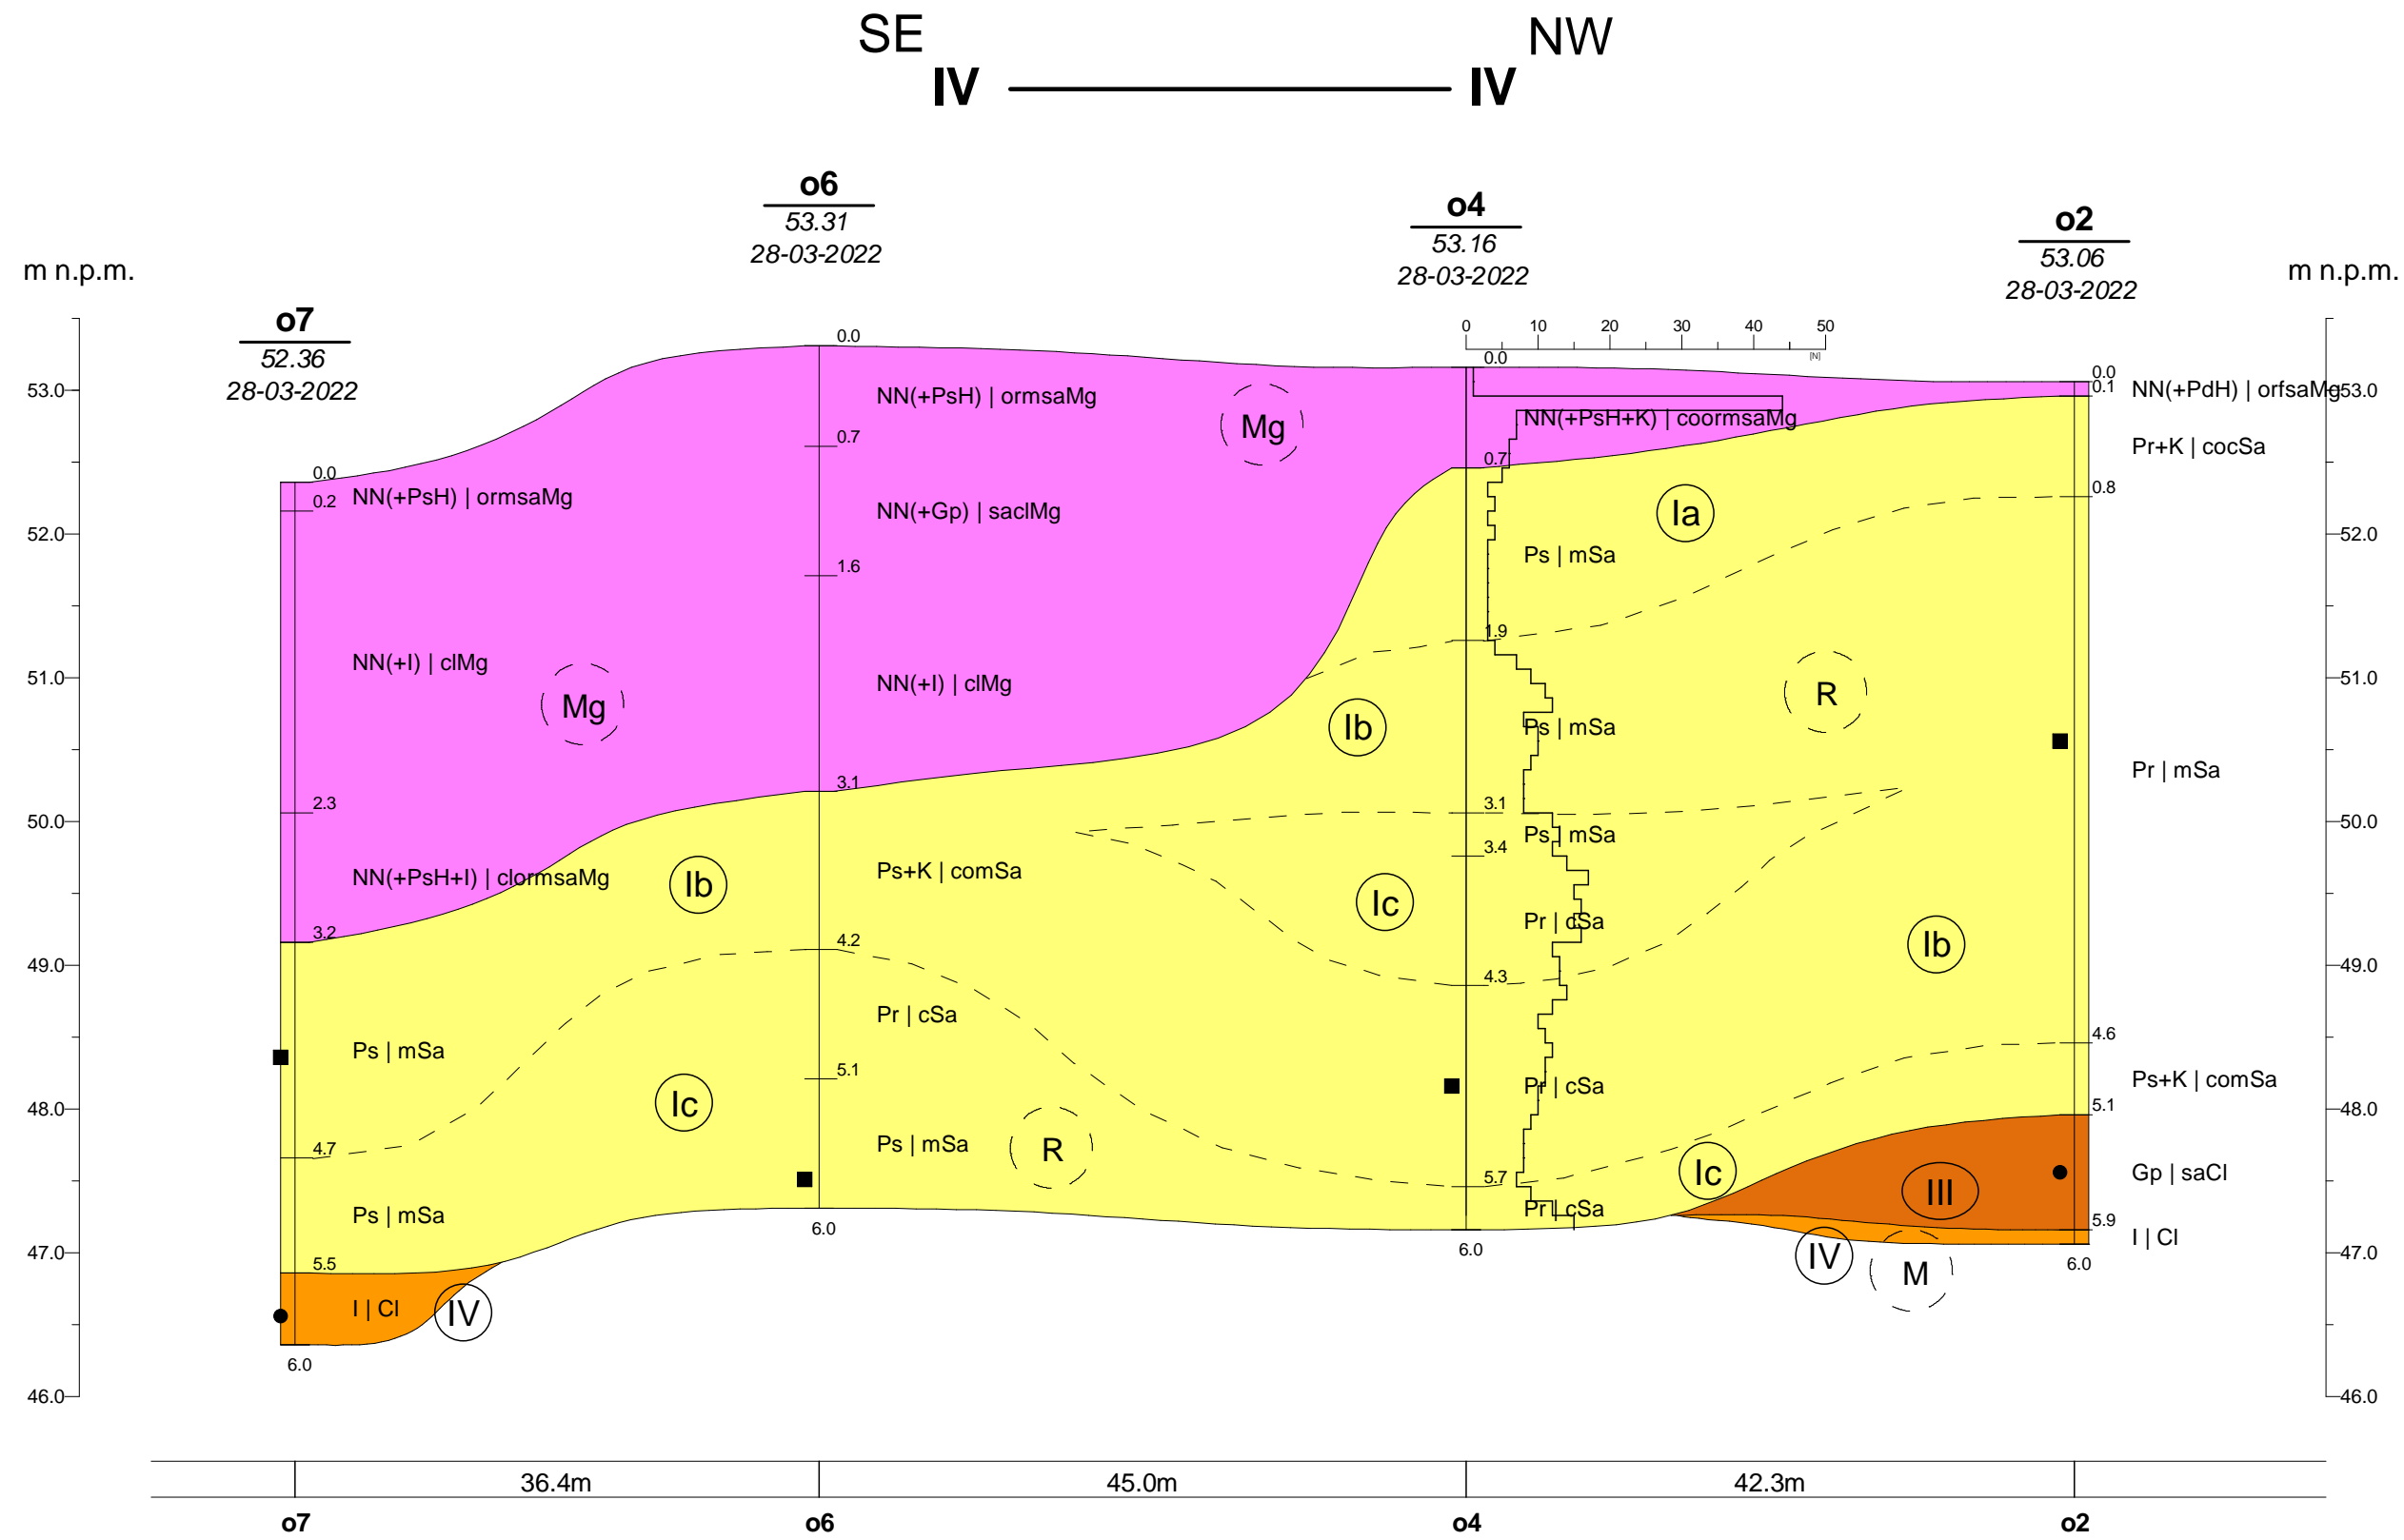 SE NW
IV IV
o6
53.31
28-03-2022
o4
53.16
28-03-2022
o2
53.06
28-03-2022
m n.p.m. m n.p.m.
o7
52.36
28-03-2022
0 10 20 30 40 50
[N]
0.0
0.0
0.0
0.1
53.0
NN(+PsH) | ormsaMg
Mg
NN(+PsH+K) | coormsaMg
NN(+PdH) | orfsaMg
53.0
0.7
0.7
Pr+K | cocSa
0.0
0.2
NN(+PsH) | ormsaMg
NN(+Gp) | saclMg
Ia
0.8
52.0
Ps | mSa
52.0
1.6
1.9
NN(+I) | clMg
Mg
NN(+I) | clMg
R
51.0
51.0
Ib
Ps | mSa
Pr | mSa
2.3
3.1
3.1
50.0
Ps | mSa
50.0
3.4
NN(+PsH+I) | clormsaMg
Ib
Ps+K | comSa
Ic
Pr | cSa
Ib
3.2
4.2
4.3
49.0
49.0
Pr | cSa
4.6
Ps | mSa
5.1
Ic
Pr | cSa
Ps+K | comSa
48.0
48.0
5.1
4.7
Ps | mSa
R
5.7
Ic
III
Gp | saCl
Ps | mSa
Pr | cSa
5.9
6.0
6.0
IV
M
I | Cl
6.0
47.0
47.0
5.5
I | Cl
IV
6.0
46.0
46.0
36.4m 45.0m 42.3m
o7 o6 o4 o2